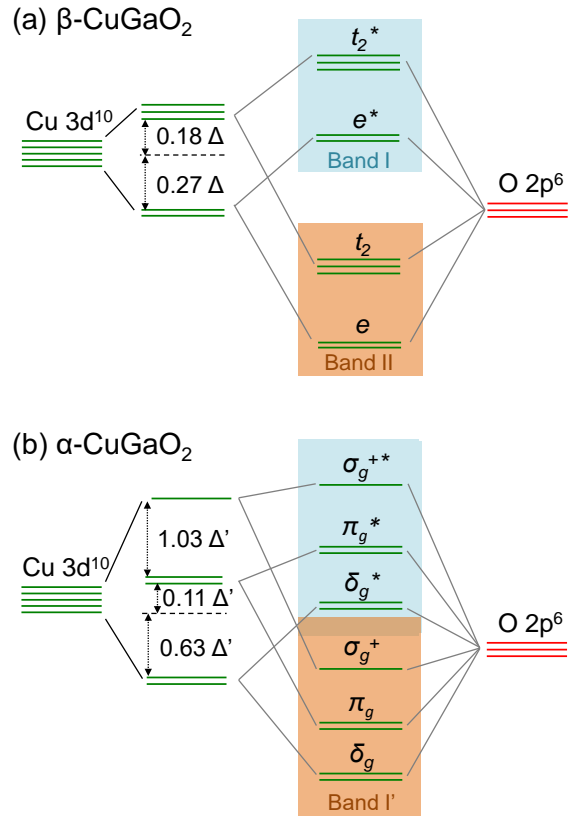 (a) β-CuGaO₂
t₂*
Cu 3d¹⁰
0.18 Δ
e*
Band I
0.27 Δ
O 2p⁶
t₂
e
Band II
(b) α-CuGaO₂
σg⁺*
1.03 Δ’
πg*
Cu 3d¹⁰
0.11 Δ’
δg*
0.63 Δ’
O 2p⁶
σg⁺
πg
δg
Band I’